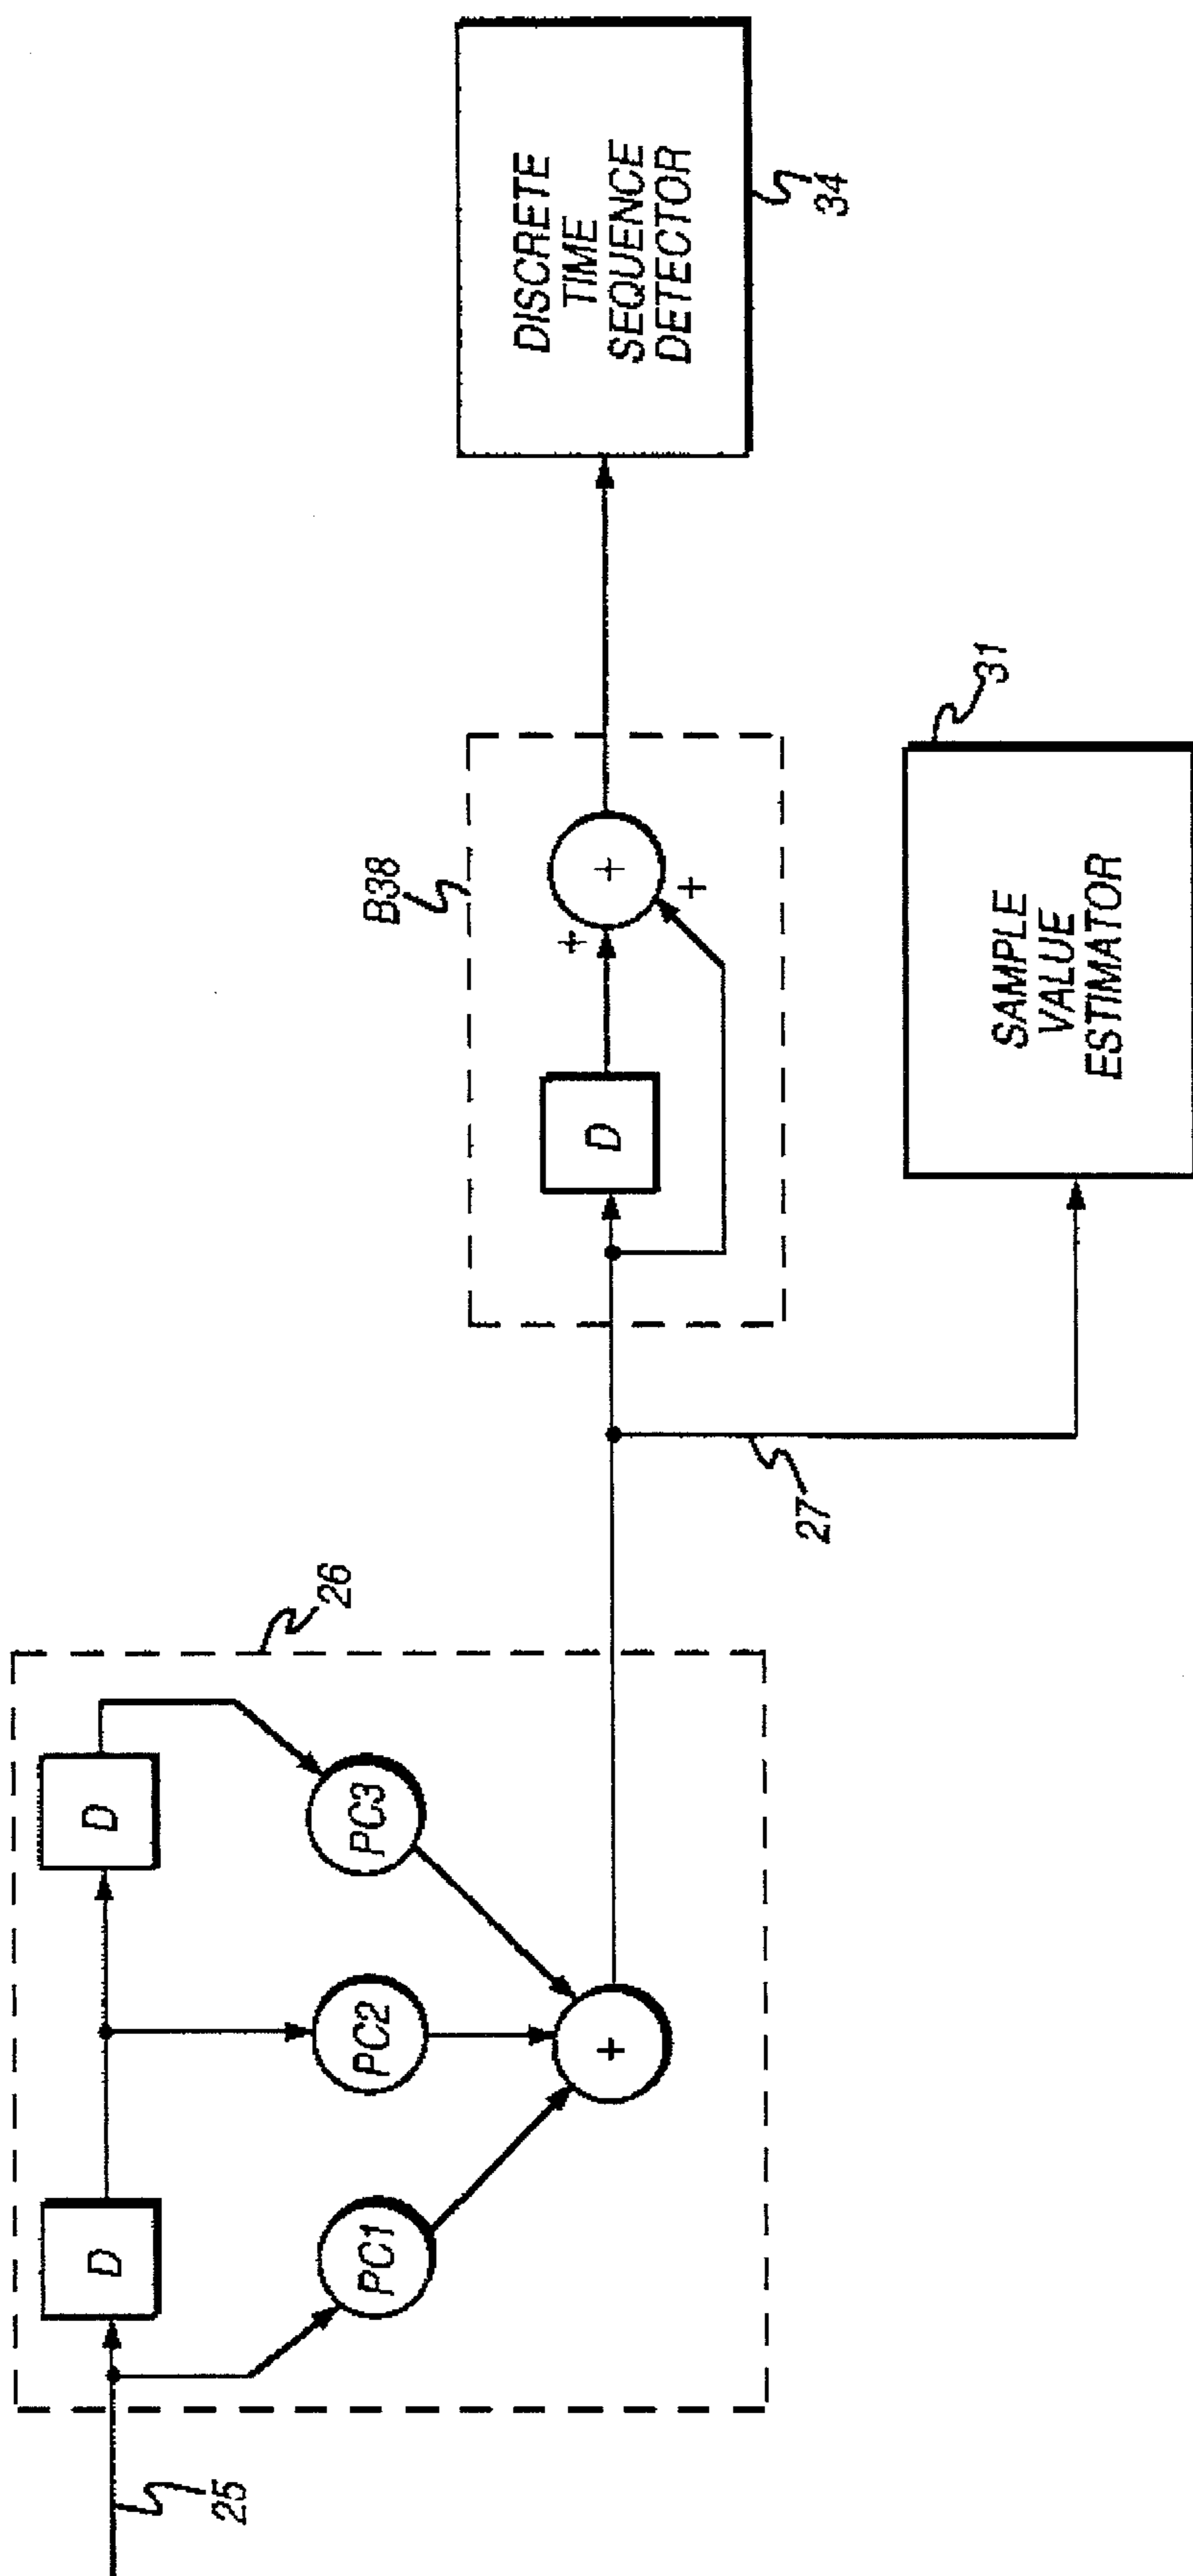 25
26
D
D
PC1
PC2
PC3
+
27
B38
D
+
+
+
DISCRETE
TIME
SEQUENCE
DETECTOR
34
SAMPLE
VALUE
ESTIMATOR
31